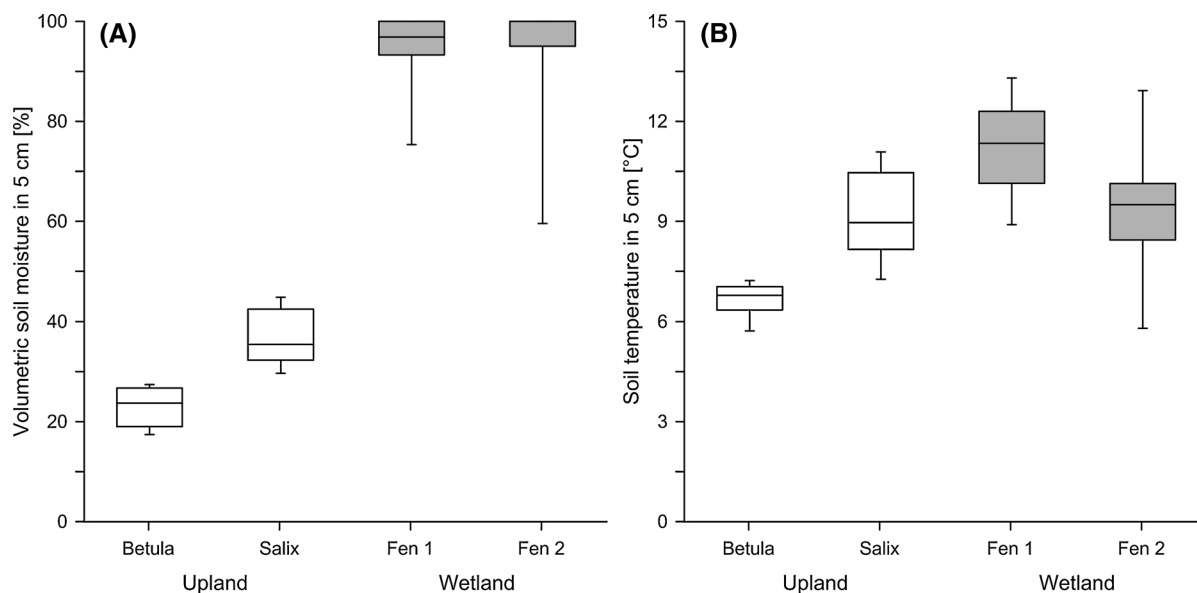 (A)
Volumetric soil moisture in 5 cm [%]
100
80
60
40
20
0
Betula Salix Fen 1 Fen 2
Upland Wetland
(B)
Soil temperature in 5 cm [°C]
15
12
9
6
3
0
Betula Salix Fen 1 Fen 2
Upland Wetland